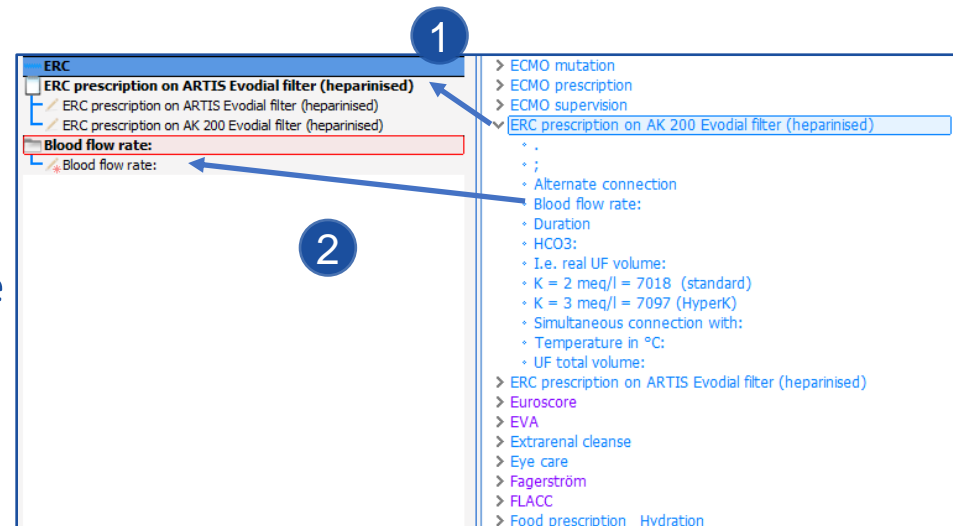 1
ERC
ERC prescription on ARTIS Evodial filter (heparinised)
ERC prescription on ARTIS Evodial filter (heparinised)
ERC prescription on AK 200 Evodial filter (heparinised)
Blood flow rate:
Blood flow rate:
2
e
ECMO mutation
ECMO prescription
ECMO supervision
ERC prescription on AK 200 Evodial filter (heparinised)
.
;
Alternate connection
Blood flow rate:
Duration
HCO3:
I.e. real UF volume:
K = 2 meq/l = 7018 (standard)
K = 3 meq/l = 7097 (HyperK)
Simultaneous connection with:
Temperature in °C:
UF total volume:
ERC prescription on ARTIS Evodial filter (heparinised)
Euroscore
EVA
Extrarenal cleanse
Eye care
Fagerström
FLACC
Food prescription_Hydration